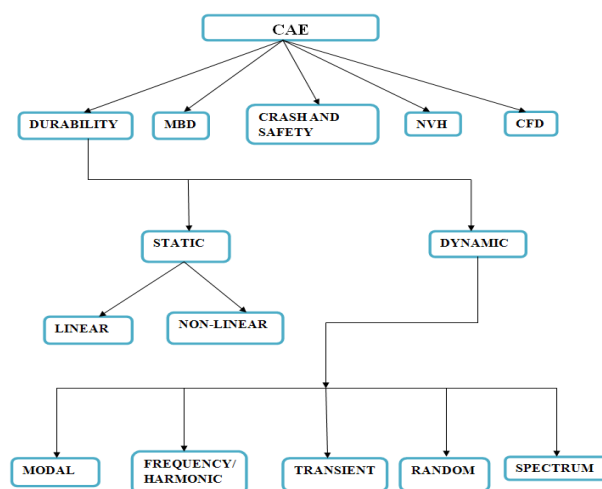 CAE
DURABILITY
MBD
CRASH AND
SAFETY
NVH
CFD
STATIC
DYNAMIC
LINEAR
NON-LINEAR
MODAL
FREQUENCY/
HARMONIC
TRANSIENT
RANDOM
SPECTRUM